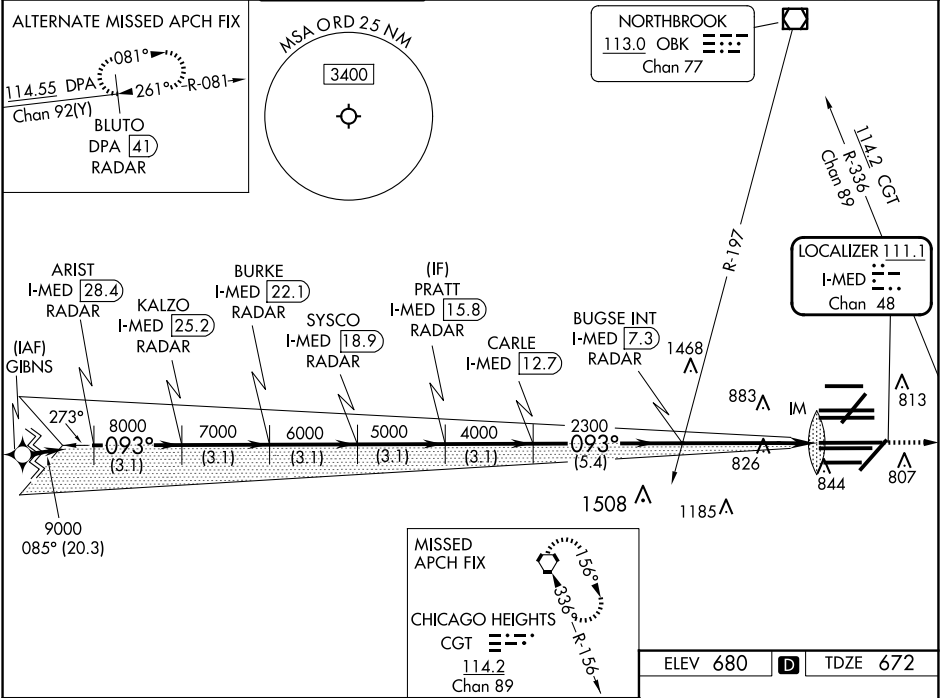 ALTERNATE MISSED APCH FIX
081°
114.55 DPA
261°
R-081
Chan 92(Y)
BLUTO
DPA 41
RADAR
MSA ORD 25 NM
3400
NORTHBROOK
113.0 OBK
Chan 77
114.2 CGT
R-336
Chan 89
R-197
LOCALIZER 111.1
I-MED
Chan 48
ARIST
I-MED 28.4
RADAR
KALZO
I-MED 25.2
RADAR
BURKE
I-MED 22.1
RADAR
SYSCO
I-MED 18.9
RADAR
(IF)
PRATT
I-MED 15.8
RADAR
CARLE
I-MED 12.7
BUGSE INT
I-MED 7.3
RADAR
1468
(IAF)
GIBNS
883
IM
813
273°
8000
7000
6000
5000
4000
2300
093°
093°
(3.1)
(3.1)
(3.1)
(3.1)
(3.1)
(5.4)
826
844
807
1508
1185
9000
085° (20.3)
MISSED
APCH FIX
156°
336°
R-156
CHICAGO HEIGHTS
CGT
114.2
Chan 89
ELEV 680
D
TDZE 672